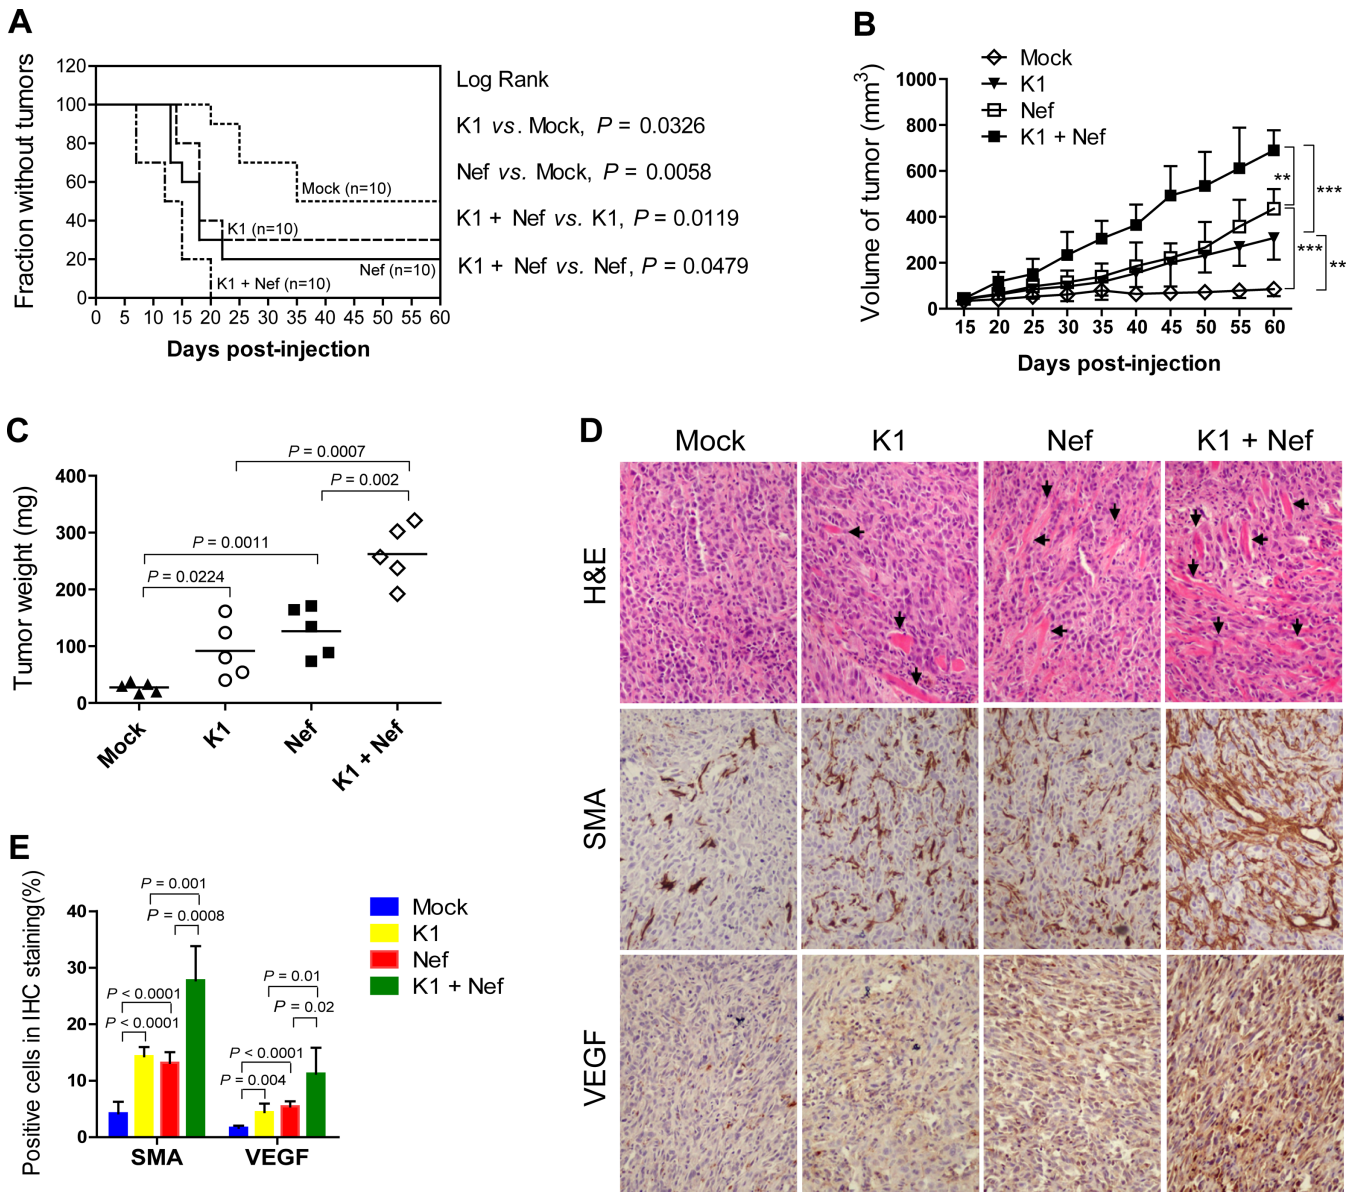 A
Fraction without tumors
120
100
80
60
40
20
0
Mock (n=10)
K1 (n=10)
Nef (n=10)
K1 + Nef (n=10)
0 5 10 15 20 25 30 35 40 45 50 55 60
Days post-injection
Log Rank
K1 vs. Mock, P = 0.0326
Nef vs. Mock, P = 0.0058
K1 + Nef vs. K1, P = 0.0119
K1 + Nef vs. Nef, P = 0.0479
B
Mock
K1
Nef
K1 + Nef
Volume of tumor (mm³)
1000
800
600
400
200
0
**
***
***
**
15 20 25 30 35 40 45 50 55 60
Days post-injection
C
P = 0.0007
P = 0.002
P = 0.0011
P = 0.0224
Tumor weight (mg)
400
300
200
100
0
Mock
K1
Nef
K1 + Nef
D
Mock K1 Nef K1 + Nef
H&E
SMA
VEGF
E
Positive cells in IHC staining(%)
40
30
20
10
0
P = 0.001
P = 0.0008
P < 0.0001
P < 0.0001
P = 0.01
P = 0.02
P < 0.0001
P = 0.004
SMA VEGF
Mock
K1
Nef
K1 + Nef